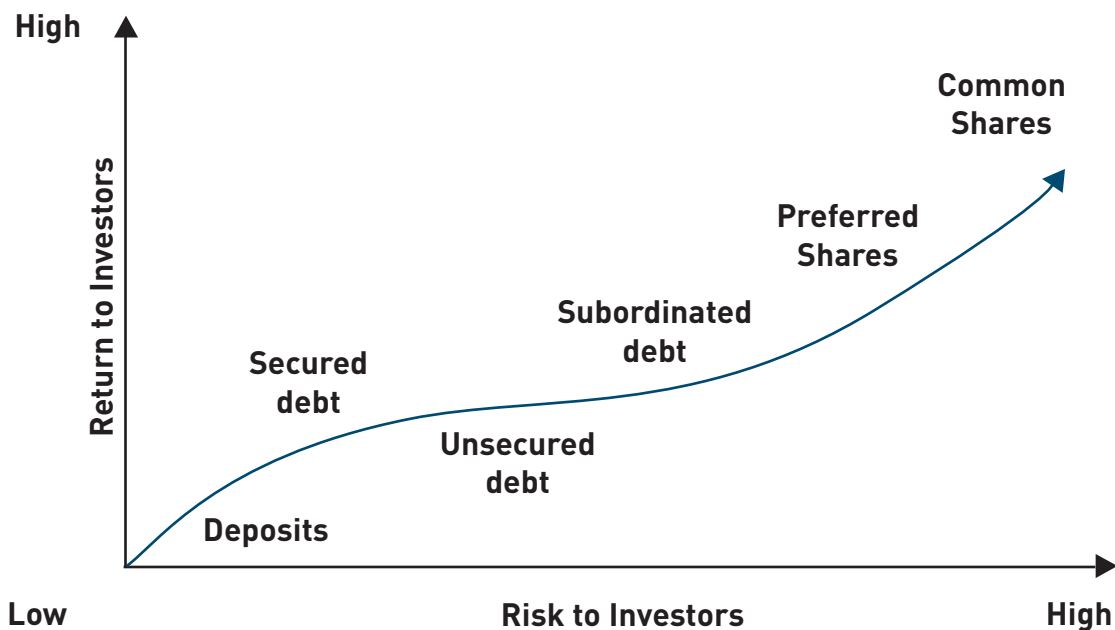 High
Common
Shares
Preferred
Shares
Return to Investors
Subordinated
debt
Secured
debt
Unsecured
debt
Deposits
Low
Risk to Investors
High